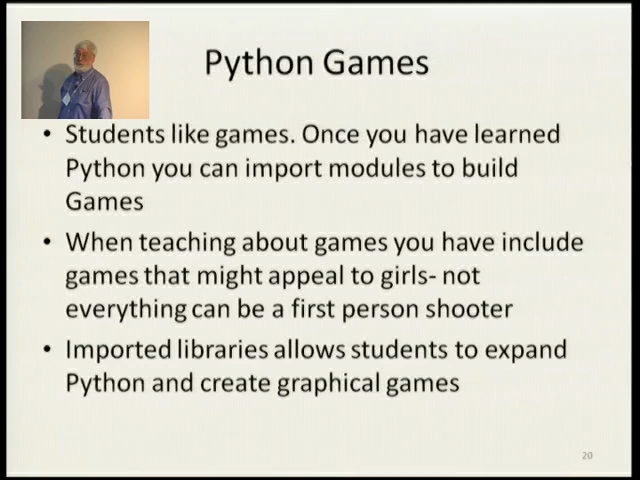 Python Games
• Students like games. Once you have learned
Python you can import modules to build
Games
• When teaching about games you have include
games that might appeal to girls- not
everything can be a first person shooter
• Imported libraries allows students to expand
Python and create graphical games
20